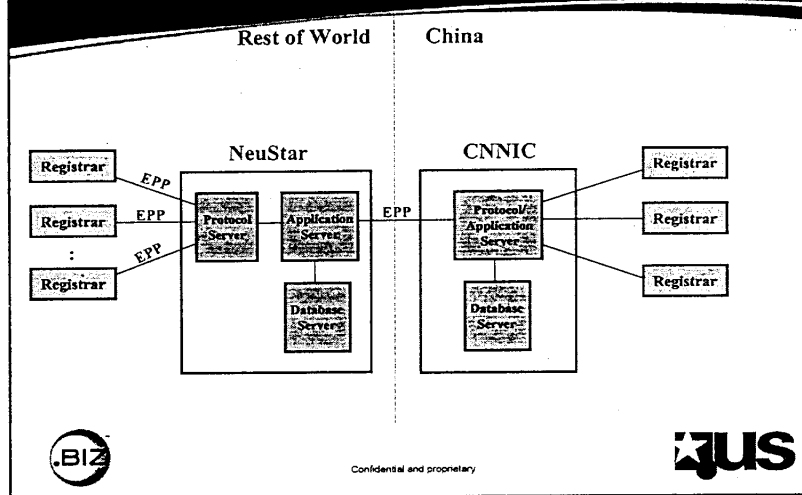 Rest of World
China
NeuStar
CNNIC
Registrar
EPP
Registrar
EPP
:
Registrar
EPP
Protocol
Server
Application
Server
Database
Server
EPP
Protocol/
Application
Server
Database
Server
Registrar
Registrar
Registrar
.BIZ
Confidential and proprietary
.us